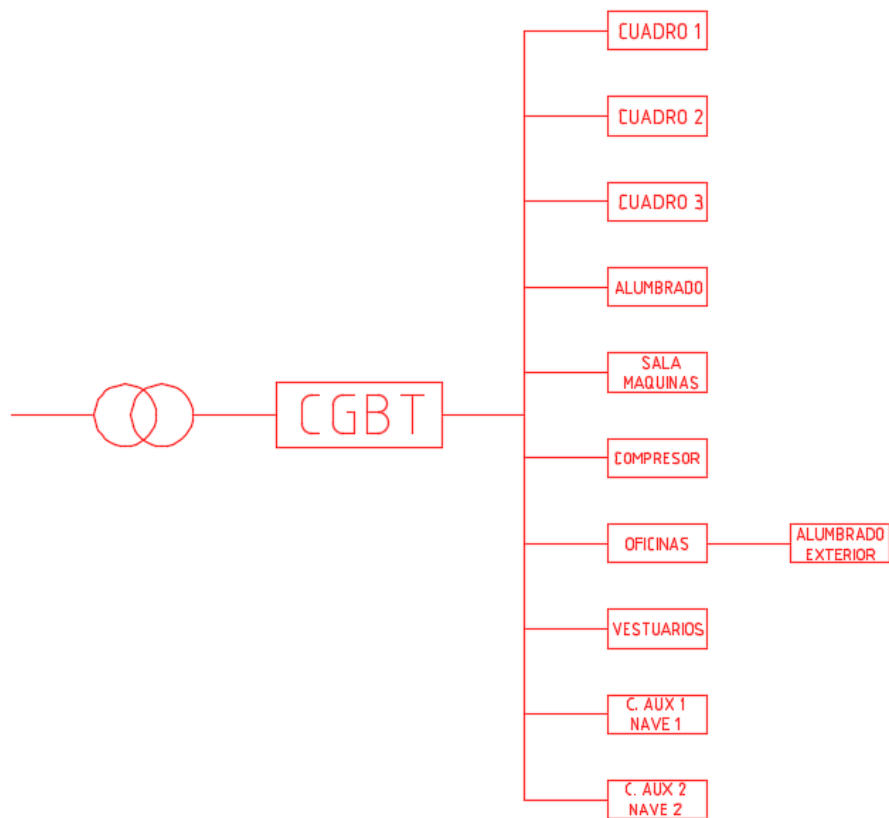 CUADRO 1
CUADRO 2
CUADRO 3
ALUMBRADO
SALA
MAQUINAS
CGBT
COMPRESOR
OFICINAS
ALUMBRADO
EXTERIOR
VESTUARIOS
C. AUX 1
NAVE 1
C. AUX 2
NAVE 2